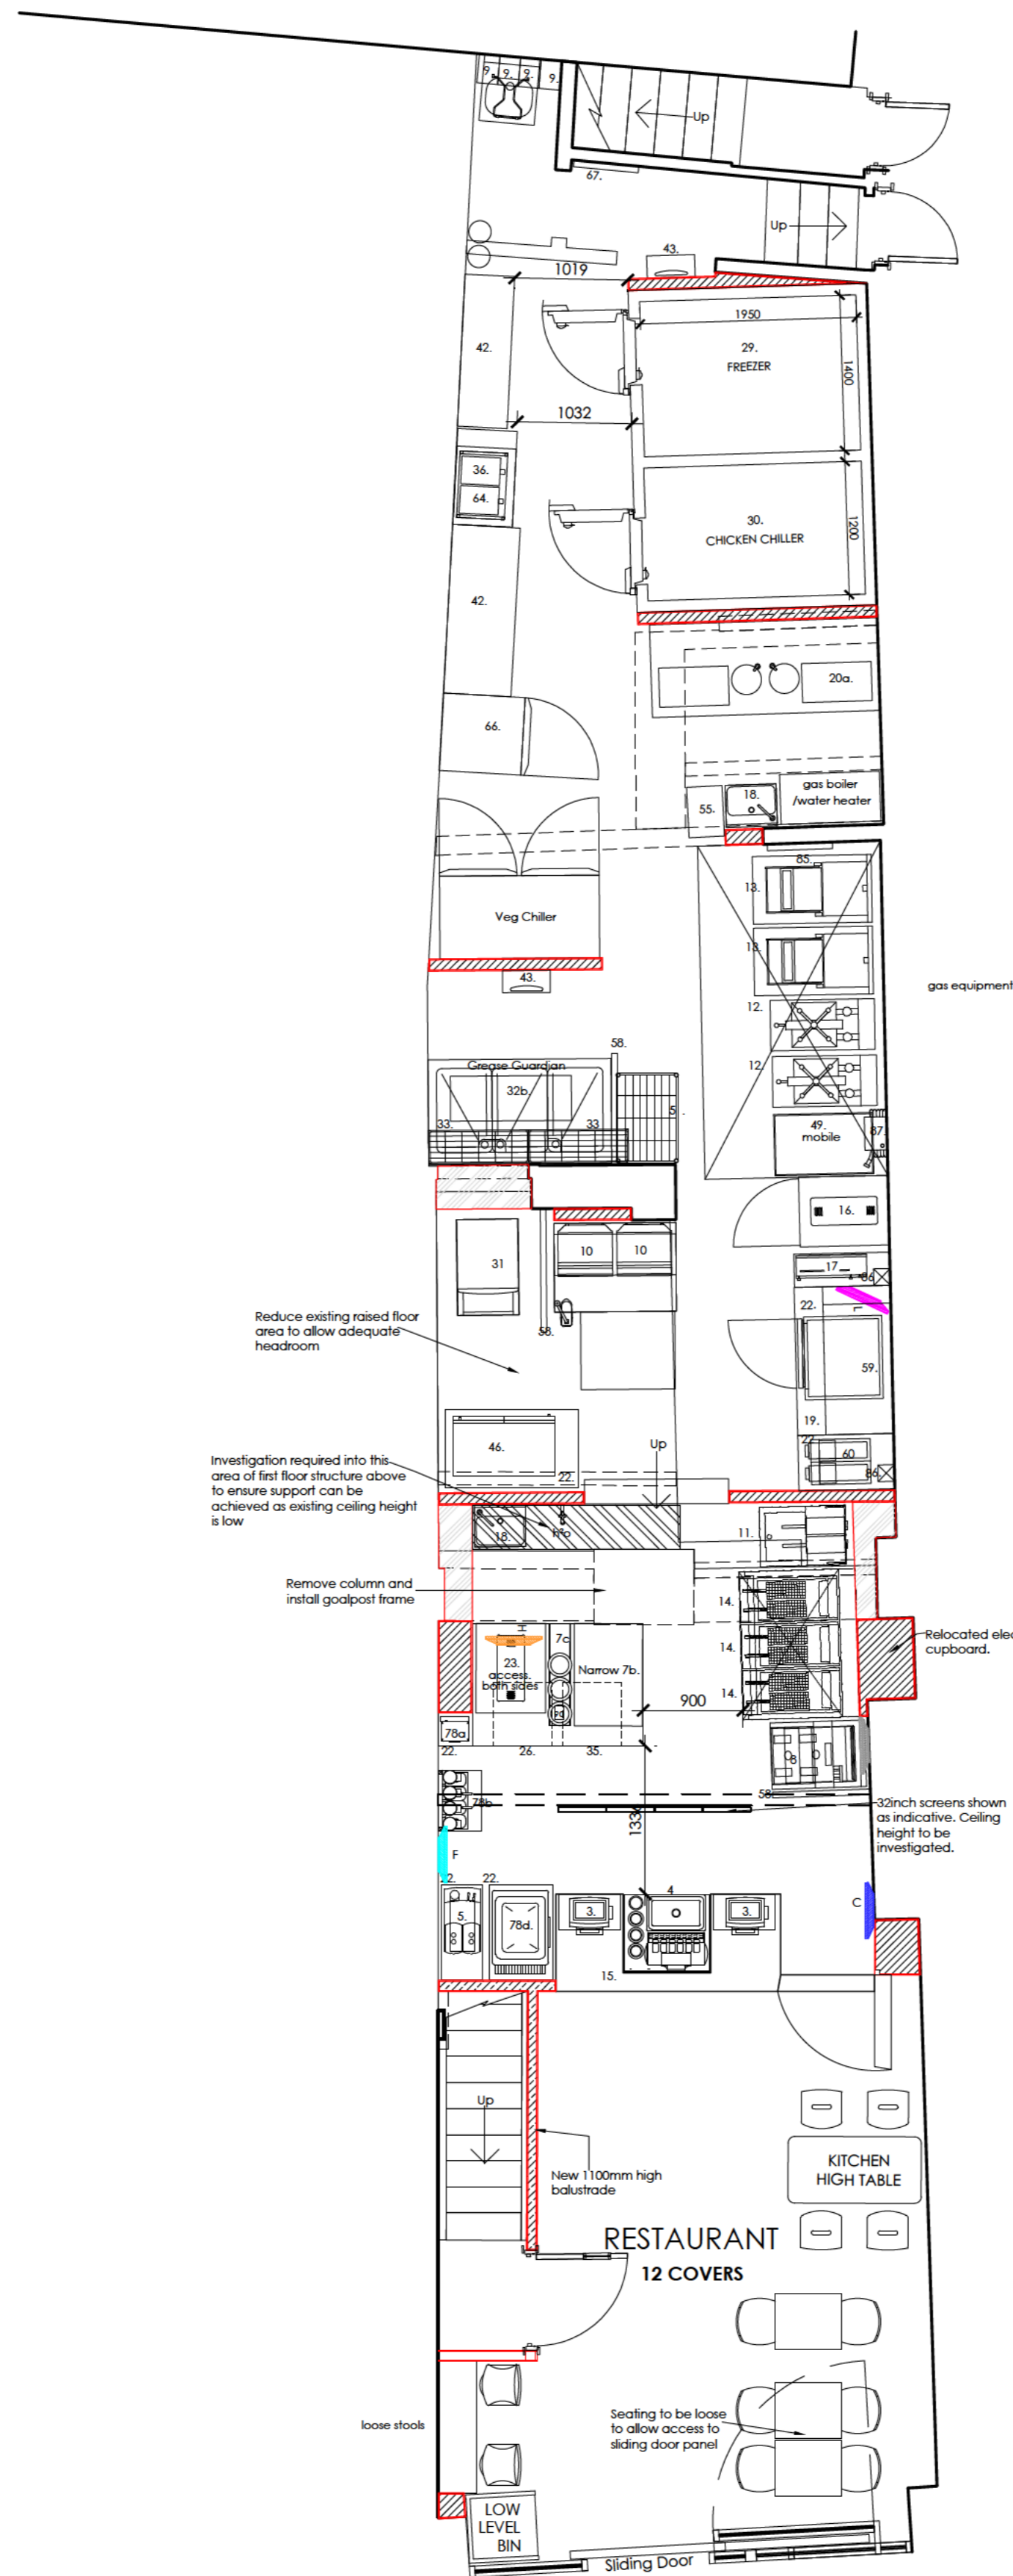 9. 9. 9. 9.
Up
67.
Up
43.
1019
1950
42.
29.
FREEZER
1400
1032
36.
64.
30.
CHICKEN CHILLER
1200
42.
20a.
66.
gas boiler
/water heater
18.
55.
85.
13.
Veg Chiller
13.
43.
gas equipment
12.
58.
Grease Guardian
12.
32b.
5
33.
33
49.
mobile
87.
16.
31
10
10
17
86
Reduce existing raised floor
area to allow adequate
headroom
22.
L
58.
59.
19.
46.
Up
22
60
Investigation required into this
area of first floor structure above
to ensure support can be
achieved as existing ceiling height
is low
22.
86
18.
h²o
11.
Remove column and
install goalpost frame
14.
H
7c
23.
access
both sides
Narrow 7b.
14.
Relocated elec
cupboard.
14.
900
78a
22.
26.
35.
8
58
78b
1336
32inch screens shown
as indicative. Ceiling
height to be
investigated.
F
2.
22.
4
C
5.
78d.
3.
3.
15.
Up
New 1100mm high
balustrade
KITCHEN
HIGH TABLE
RESTAURANT
12 COVERS
loose stools
Seating to be loose
to allow access to
sliding door panel
LOW
LEVEL
BIN
Sliding Door